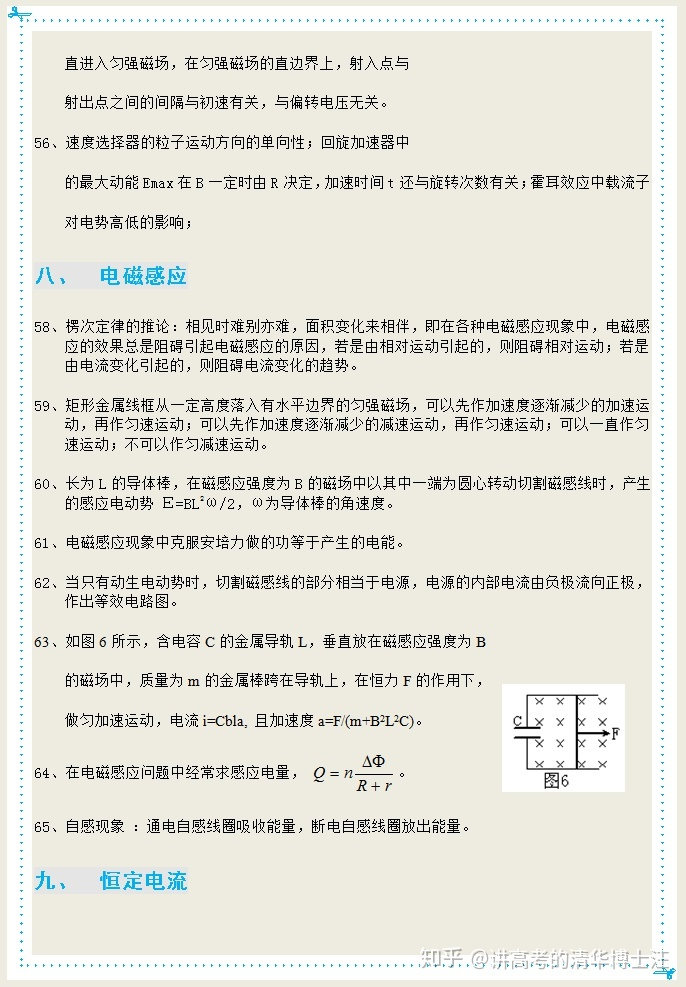 直进入匀强磁场，在匀强磁场的直边界上，射入点与
射出点之间的间隔与初速有关，与偏转电压无关。
56、速度选择器的粒子运动方向的单向性；回旋加速器中
的最大动能Emax在B一定时由R决定，加速时间t还与旋转次数有关；霍耳效应中载流子
对电势高低的影响；
八、 电磁感应
58、楞次定律的推论：相见时难别亦难，面积变化来相伴，即在各种电磁感应现象中，电磁感
应的效果总是阻碍引起电磁感应的原因，若是由相对运动引起的，则阻碍相对运动；若是
由电流变化引起的，则阻碍电流变化的趋势。
59、矩形金属线框从一定高度落入有水平边界的匀强磁场，可以先作加速度逐渐减少的加速运
动，再作匀速运动；可以先作加速度逐渐减少的减速运动，再作匀速运动；可以一直作匀
速运动；不可以作匀减速运动。
60、长为L的导体棒，在磁感应强度为B的磁场中以其中一端为圆心转动切割磁感线时，产生
的感应电动势 E=BL²ω/2，ω为导体棒的角速度。
61、电磁感应现象中克服安培力做的功等于产生的电能。
62、当只有动生电动势时，切割磁感线的部分相当于电源，电源的内部电流由负极流向正极，
作出等效电路图。
63、如图6所示，含电容C的金属导轨L，垂直放在磁感应强度为B
的磁场中，质量为m的金属棒跨在导轨上，在恒力F的作用下，
做匀加速运动，电流i=Cbla, 且加速度a=F/(m+B²L²C)。
C
F
图6
64、在电磁感应问题中经常求感应电量， Q = n ΔΦ/(R + r) 。
65、自感现象 ：通电自感线圈吸收能量，断电自感线圈放出能量。
九、 恒定电流
知乎 @讲高考的清华博士汪